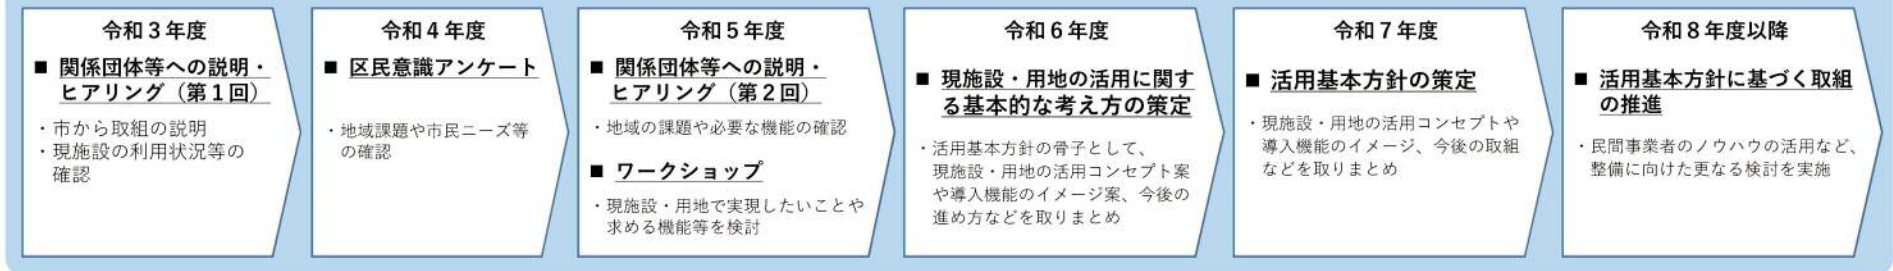 令和３年度
■ 関係団体等への説明・
ヒアリング（第１回）
・市から取組の説明
・現施設の利用状況等の
確認
令和４年度
■ 区民意識アンケート
・地域課題や市民ニーズ等
の確認
令和５年度
■ 関係団体等への説明・
ヒアリング（第２回）
・地域の課題や必要な機能の確認
■ ワークショップ
・現施設・用地で実現したいことや
求める機能等を検討
令和６年度
■ 現施設・用地の活用に関す
る基本的な考え方の策定
・活用基本方針の骨子として、
現施設・用地の活用コンセプト案
や導入機能のイメージ案、今後の
進め方などを取りまとめ
令和７年度
■ 活用基本方針の策定
・現施設・用地の活用コンセプトや
導入機能のイメージ、今後の取組
などを取りまとめ
令和８年度以降
■ 活用基本方針に基づく取組
の推進
・民間事業者のノウハウの活用など、
整備に向けた更なる検討を実施